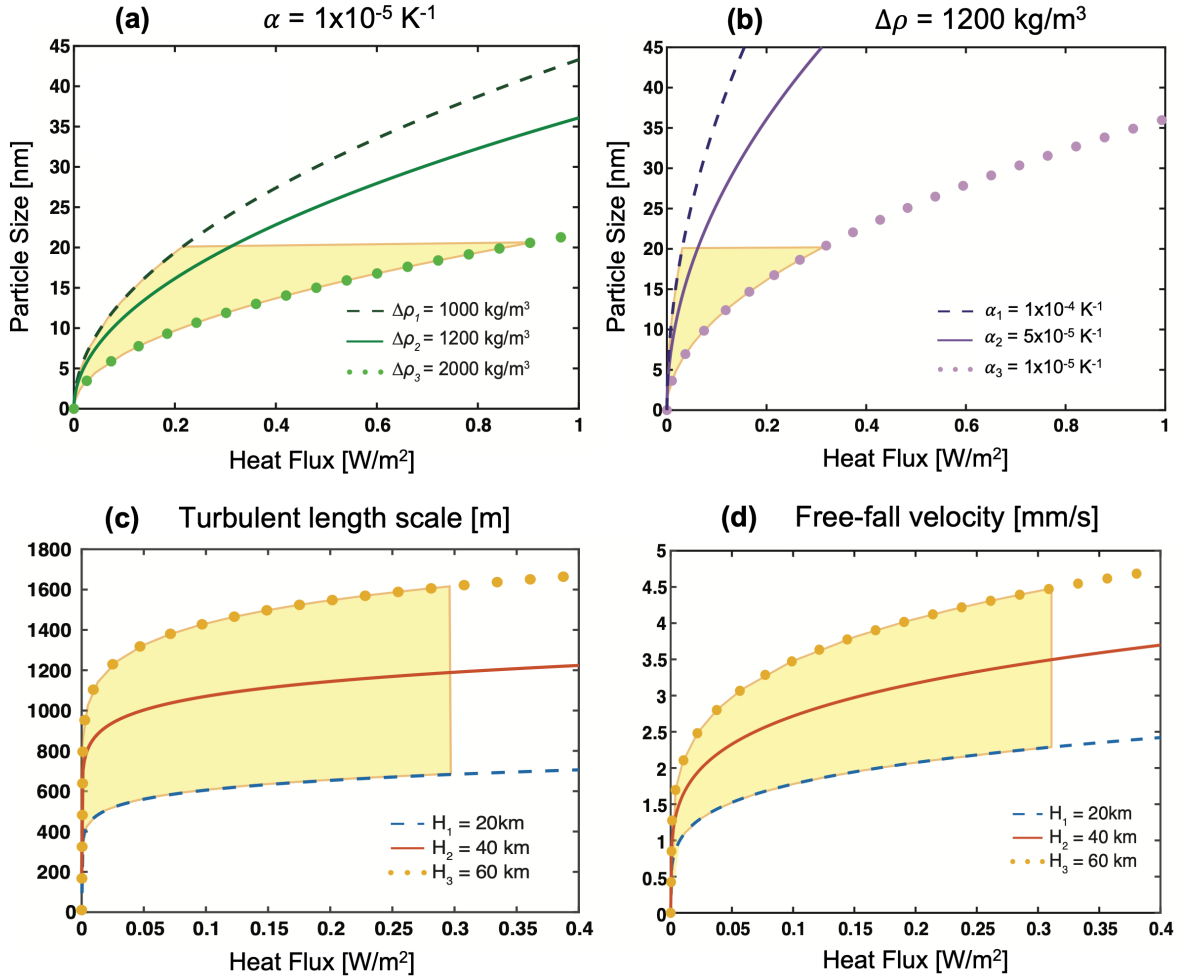 (a) α = 1x10⁻⁵ K⁻¹
45
40
35
30
25
20
15
10
5
0
Particle Size [nm]
Δρ₁ = 1000 kg/m³
Δρ₂ = 1200 kg/m³
Δρ₃ = 2000 kg/m³
0 0.2 0.4 0.6 0.8 1
Heat Flux [W/m²]
(b) Δρ = 1200 kg/m³
45
40
35
30
25
20
15
10
5
0
Particle Size [nm]
α₁ = 1x10⁻⁴ K⁻¹
α₂ = 5x10⁻⁵ K⁻¹
α₃ = 1x10⁻⁵ K⁻¹
0 0.2 0.4 0.6 0.8 1
Heat Flux [W/m²]
(c) Turbulent length scale [m]
1800
1600
1400
1200
1000
800
600
400
200
0
H₁ = 20km
H₂ = 40 km
H₃ = 60 km
0 0.05 0.1 0.15 0.2 0.25 0.3 0.35 0.4
Heat Flux [W/m²]
(d) Free-fall velocity [mm/s]
5
4.5
4
3.5
3
2.5
2
1.5
1
0.5
0
H₁ = 20km
H₂ = 40 km
H₃ = 60 km
0 0.05 0.1 0.15 0.2 0.25 0.3 0.35 0.4
Heat Flux [W/m²]